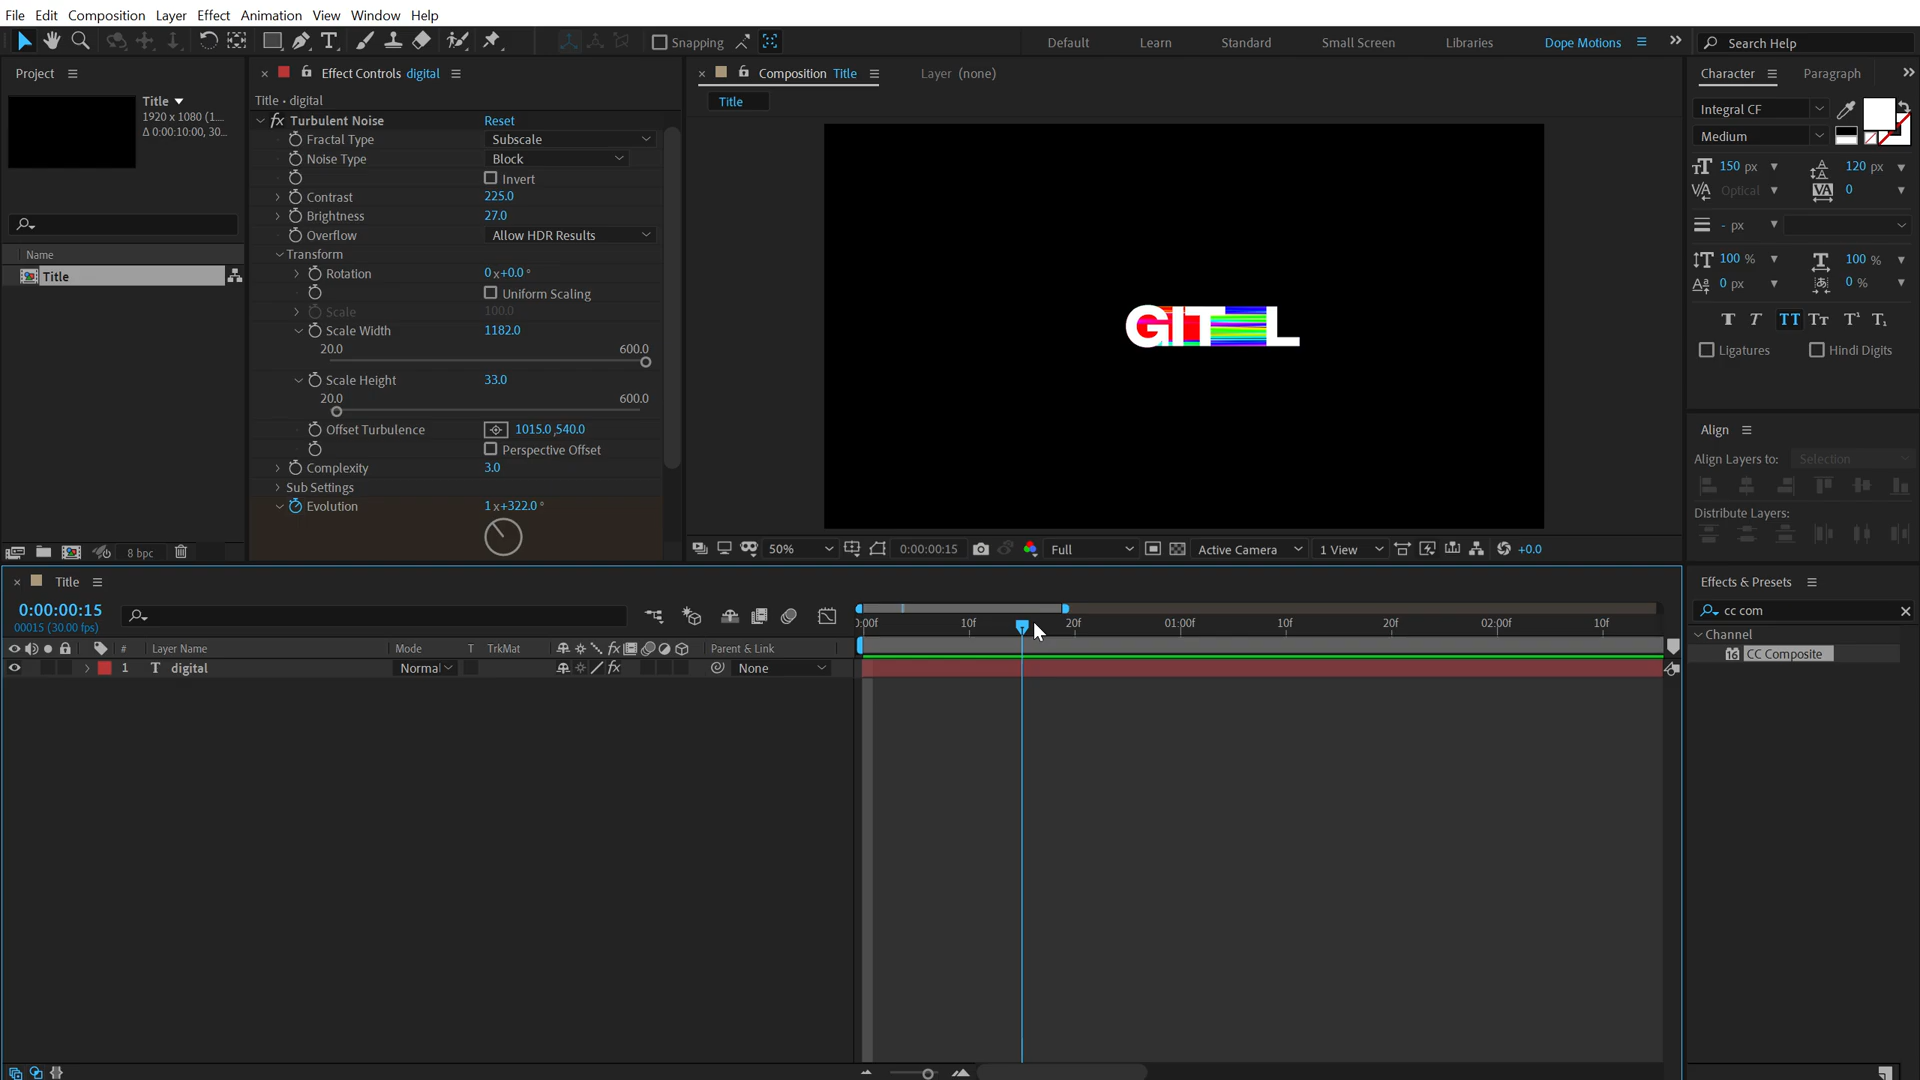 File Edit Composition Layer Effect Animation View Window Help
Snapping Default Learn Standard Small Screen Libraries Dope Motions Search Help
Project
Title
1920 x 1080 (1...
Δ 0:00:10:00, 30...
Name
Title
8 bpc
Effect Controls digital
Title • digital
fx Turbulent Noise Reset
Fractal Type Subscale
Noise Type Block
Invert
Contrast 225.0
Brightness 27.0
Overflow Allow HDR Results
Transform
Rotation 0 x+0.0 °
Uniform Scaling
Scale 100.0
Scale Width 1182.0
20.0 600.0
Scale Height 33.0
20.0 600.0
Offset Turbulence 1015.0 ,540.0
Perspective Offset
Complexity 3.0
Sub Settings
Evolution 1 x+322.0 °
Composition Title Layer (none)
Title
GIT L
50% 0:00:00:15 Full Active Camera 1 View +0.0
Character Paragraph
Integral CF
Medium
150 px 120 px
Optical 0
- px
100 % 100 %
0 px 0 %
Ligatures Hindi Digits
Align
Align Layers to: Selection
Distribute Layers:
Effects & Presets
cc com
Channel
CC Composite
Title
0:00:00:15
00015 (30.00 fps)
# Layer Name Mode T TrkMat fx Parent & Link
1 T digital Normal fx None
):00f 10f 20f 01:00f 10f 20f 02:00f 10f